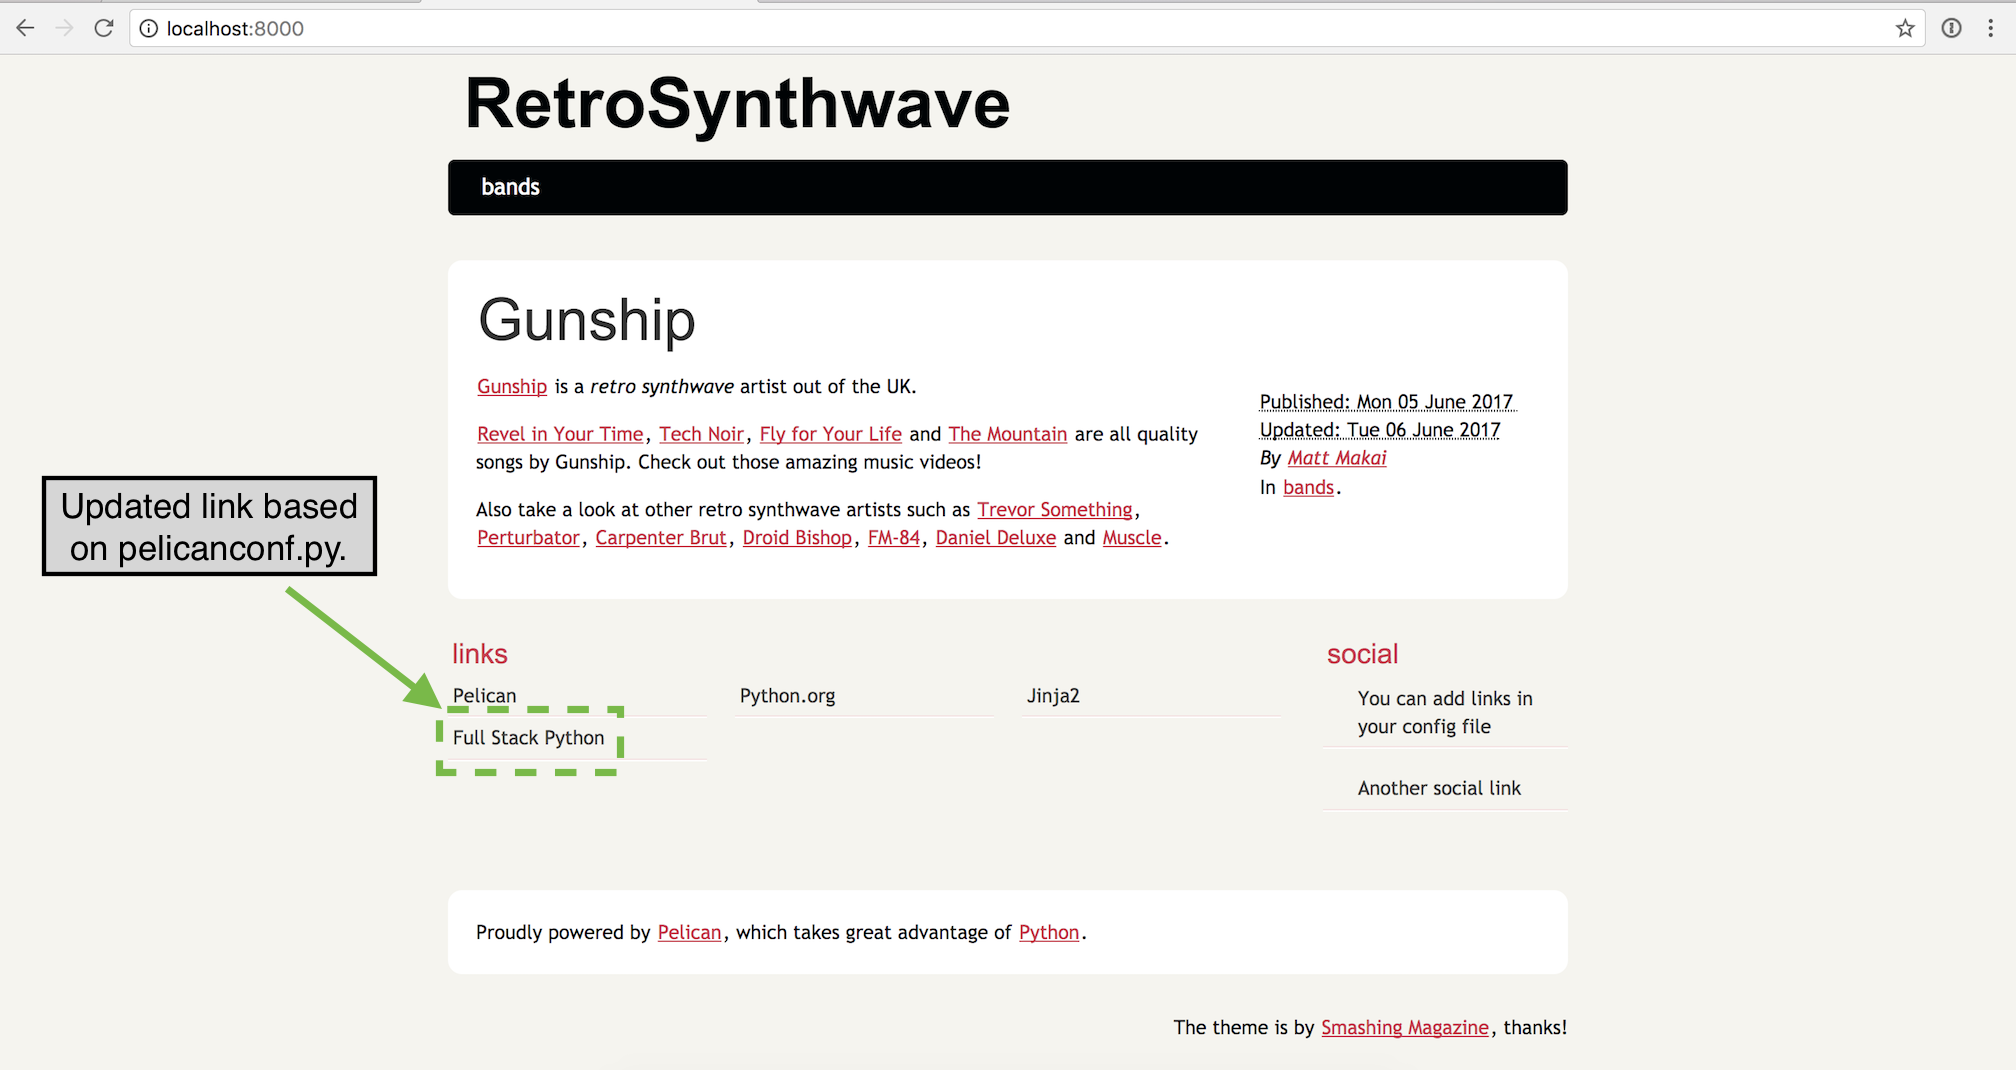 localhost:8000
RetroSynthwave
bands
Gunship
Gunship is a retro synthwave artist out of the UK.
Revel in Your Time, Tech Noir, Fly for Your Life and The Mountain are all quality
songs by Gunship. Check out those amazing music videos!
Also take a look at other retro synthwave artists such as Trevor Something,
Perturbator, Carpenter Brut, Droid Bishop, FM-84, Daniel Deluxe and Muscle.
Published: Mon 05 June 2017
Updated: Tue 06 June 2017
By Matt Makai
In bands.
Updated link based
on pelicanconf.py.
links
Pelican
Python.org
Jinja2
Full Stack Python
social
You can add links in
your config file
Another social link
Proudly powered by Pelican, which takes great advantage of Python.
The theme is by Smashing Magazine, thanks!